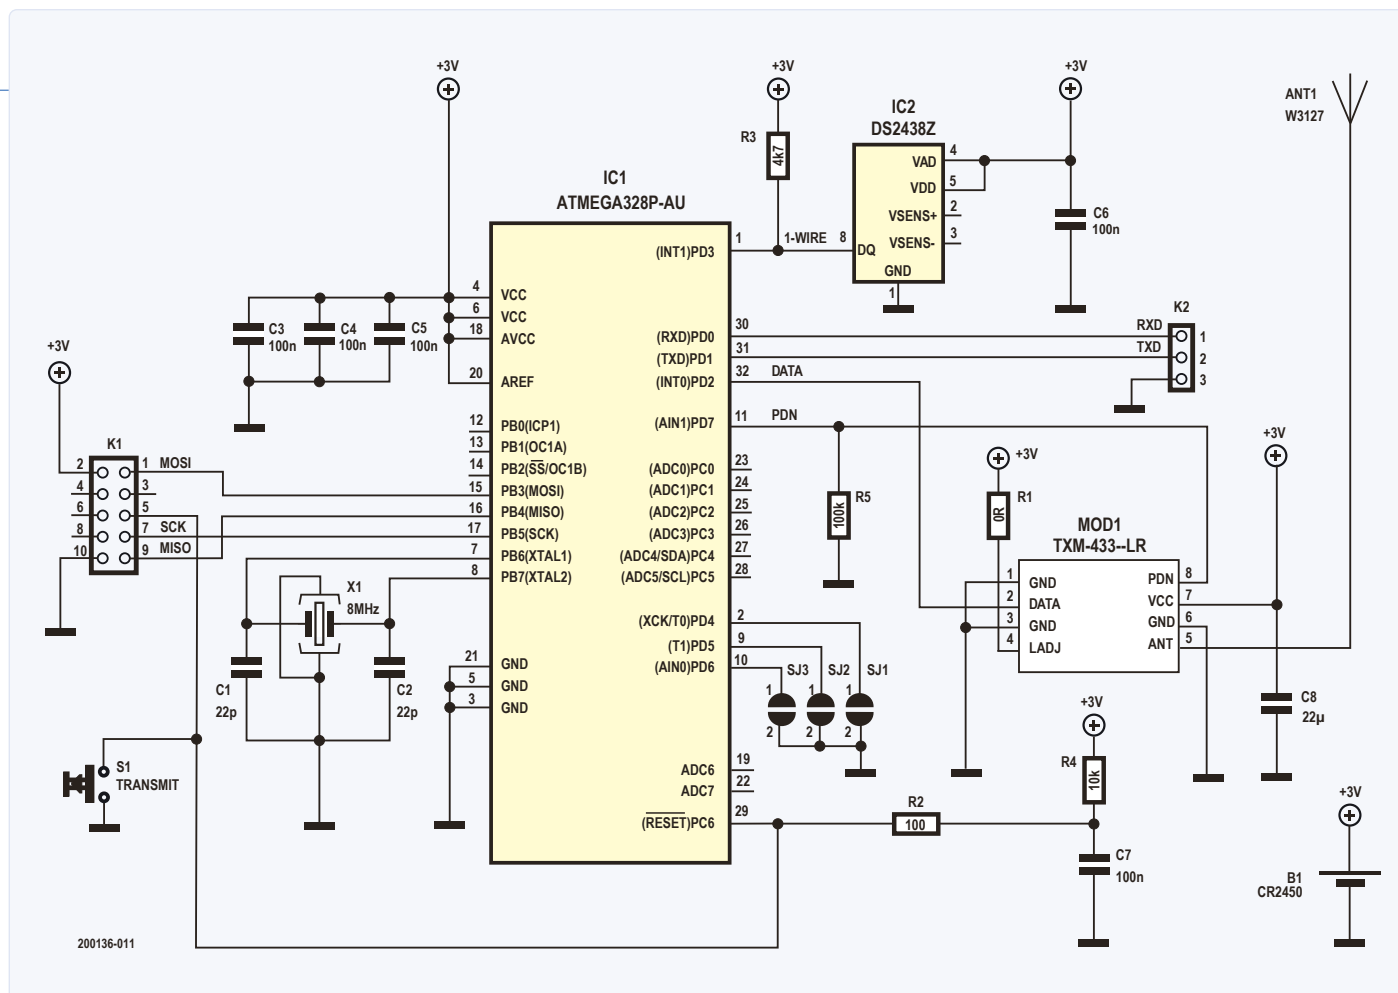 +3V
+3V
+3V
ANT1
W3127
IC2
DS2438Z
R3
4k7
VAD 4
VDD 5
VSENS+ 2
VSENS- 3
DQ
GND
1
C6
100n
IC1
ATMEGA328P-AU
(INT1)PD3 1
1-WIRE 8
4 VCC
6 VCC
18 AVCC
20 AREF
C3
100n
C4
100n
C5
100n
+3V
(RXD)PD0 30
RXD
(TXD)PD1 31
TXD
(INT0)PD2 32 DATA
K2
1
2
3
(AIN1)PD7 11 PDN
12 PB0(ICP1)
13 PB1(OC1A)
14 PB2(SS/OC1B)
15 PB3(MOSI)
16 PB4(MISO)
17 PB5(SCK)
7 PB6(XTAL1)
8 PB7(XTAL2)
K1
2 1 MOSI
4 3
6 5
8 7 SCK
10 9 MISO
(ADC0)PC0 23
(ADC1)PC1 24
(ADC2)PC2 25
(ADC3)PC3 26
(ADC4/SDA)PC4 27
(ADC5/SCL)PC5 28
R5
100k
+3V
R1
0R
+3V
MOD1
TXM-433--LR
1 GND
2 DATA
3 GND
4 LADJ
PDN 8
VCC 7
GND 6
ANT 5
X1
8MHz
C1
22p
C2
22p
(XCK/T0)PD4 2
(T1)PD5 9
(AIN0)PD6 10
SJ3 SJ2 SJ1
1 1 1
2 2 2
21 GND
5 GND
3 GND
C8
22µ
+3V
R4
10k
S1
TRANSMIT
ADC6 19
ADC7 22
(RESET)PC6 29
R2
100
C7
100n
+3V
B1
CR2450
200136-011